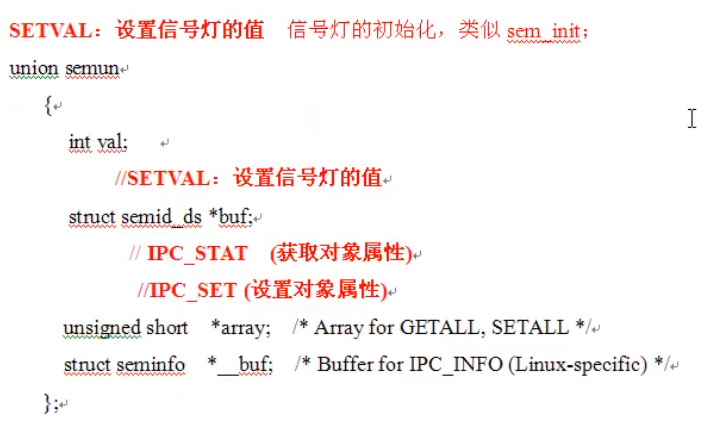 SETVAL：设置信号灯的值 信号灯的初始化，类似 sem_init；
union semun
{
int val;
//SETVAL：设置信号灯的值
struct semid_ds *buf;
// IPC_STAT (获取对象属性)
//IPC_SET (设置对象属性)
unsigned short *array; /* Array for GETALL, SETALL */
struct seminfo *__buf; /* Buffer for IPC_INFO (Linux-specific) */
};